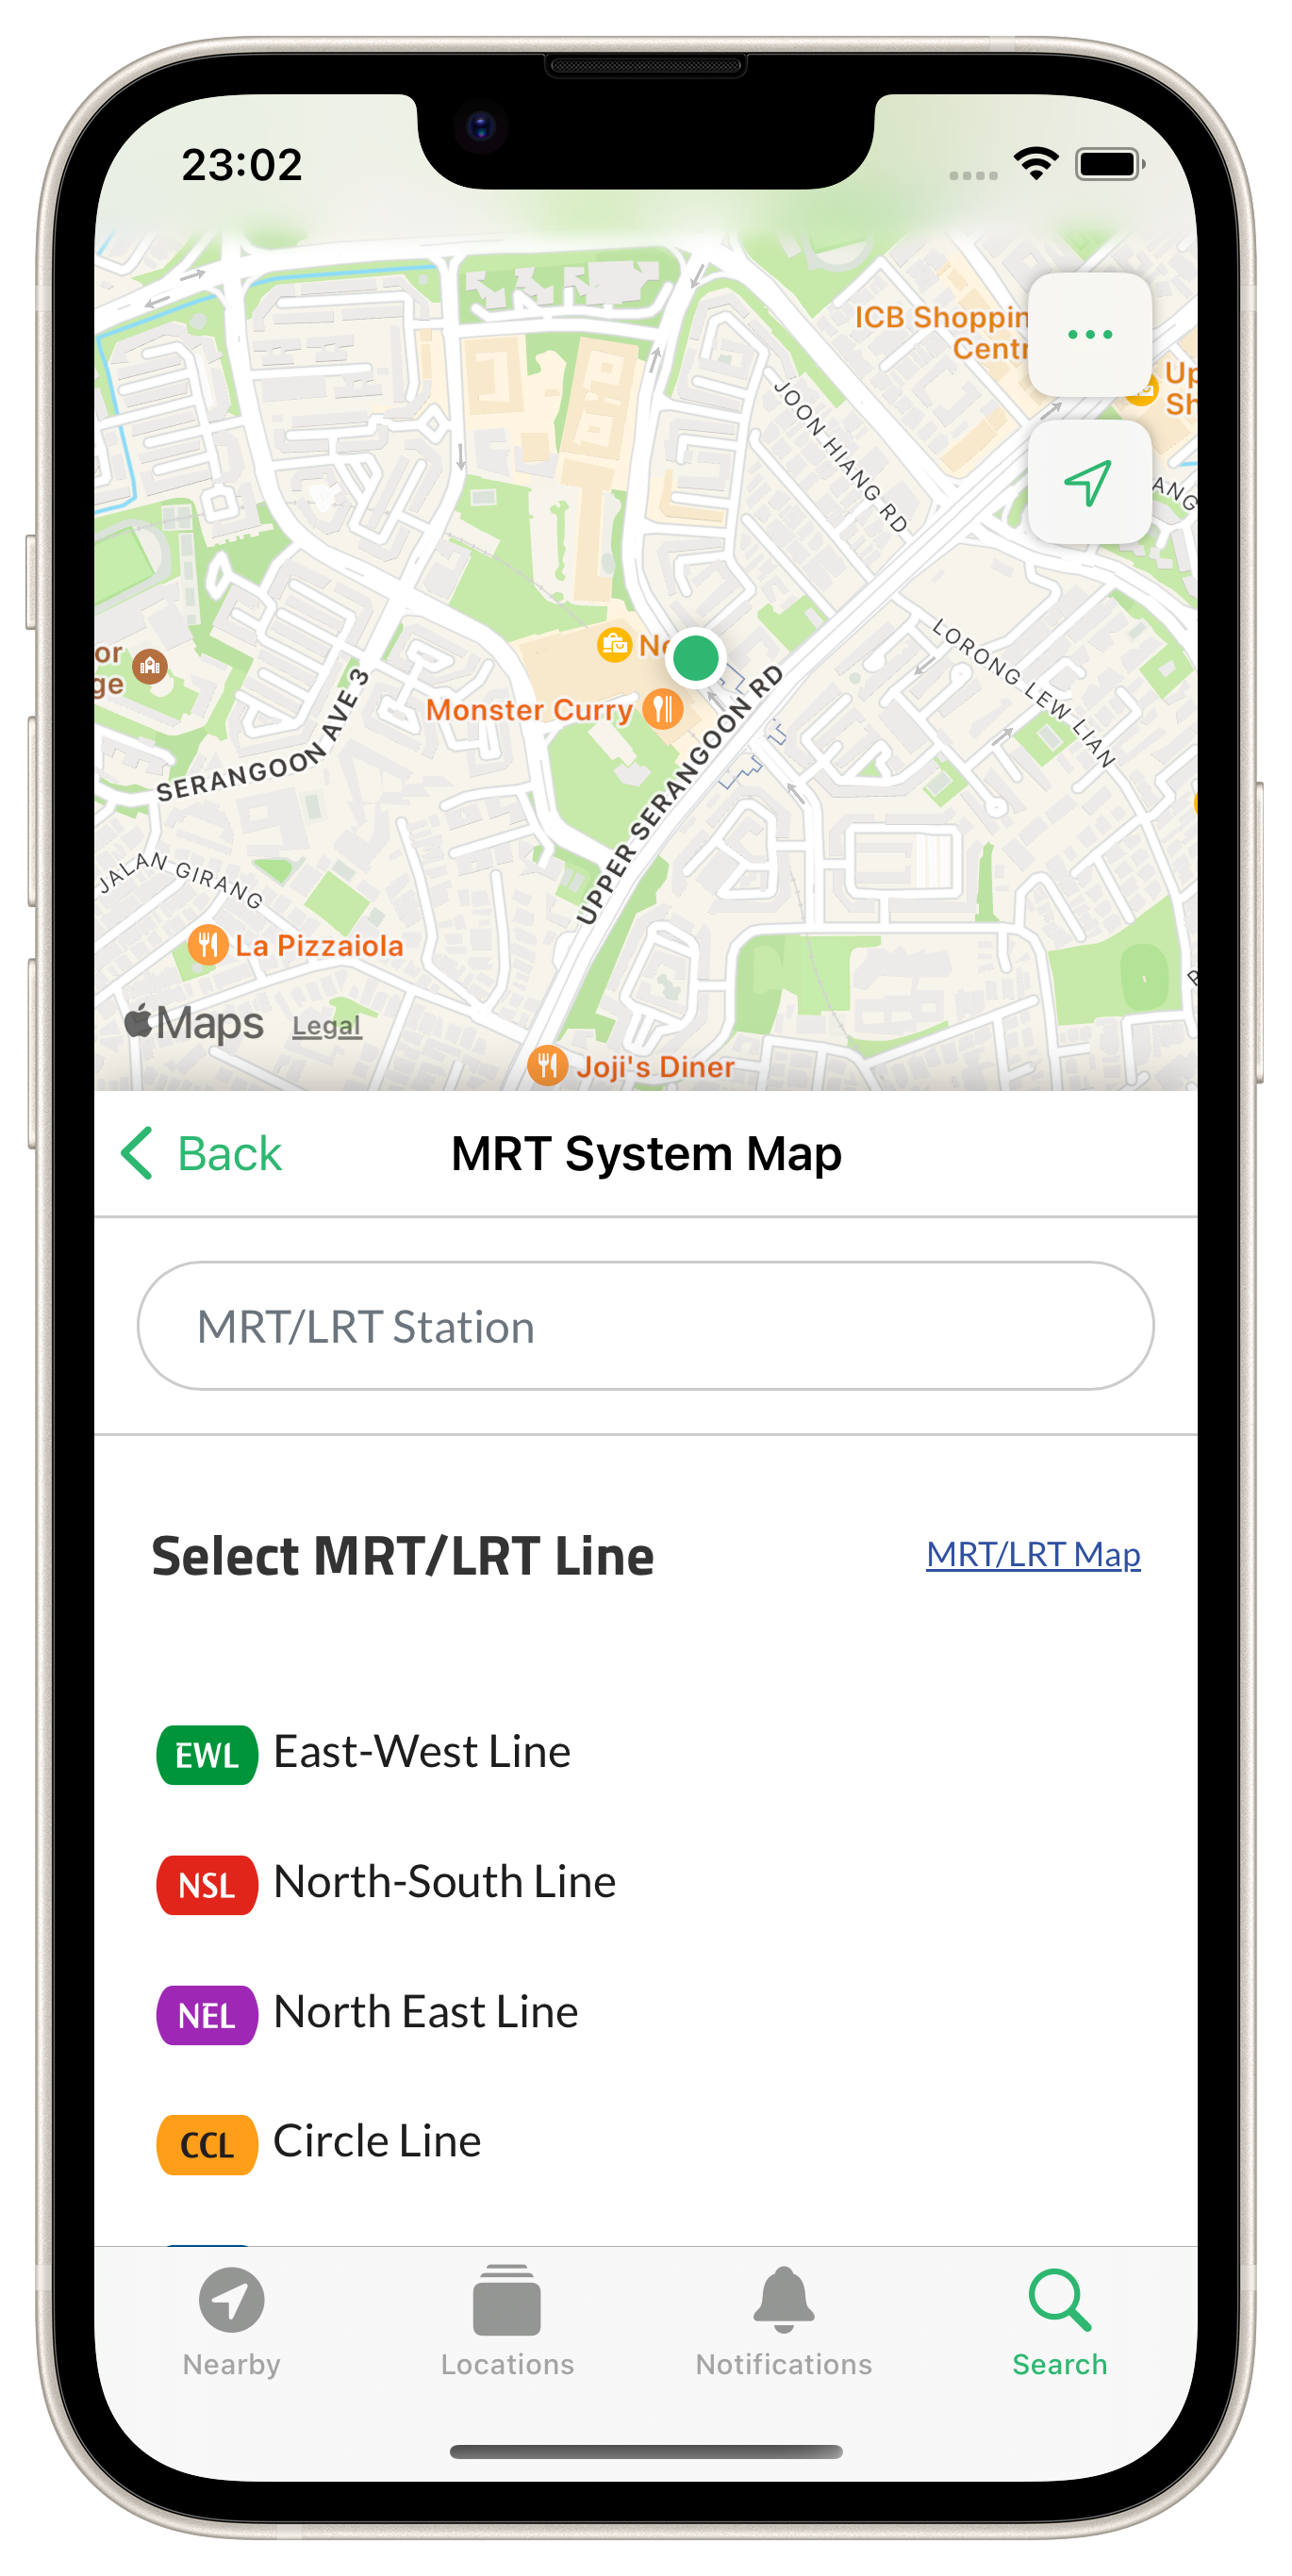 23:02
ICB Shoppin
Centr
Up
Sh
JOON HIANG RD
ANG
LORONG LEW LIAN
or
ge
Ne
Monster Curry
SERANGOON AVE 3
UPPER SERANGOON RD
JALAN GIRANG
La Pizzaiola
Maps Legal
Joji's Diner
Back MRT System Map
MRT/LRT Station
Select MRT/LRT Line MRT/LRT Map
EWL East-West Line
NSL North-South Line
NEL North East Line
CCL Circle Line
Nearby Locations Notifications Search